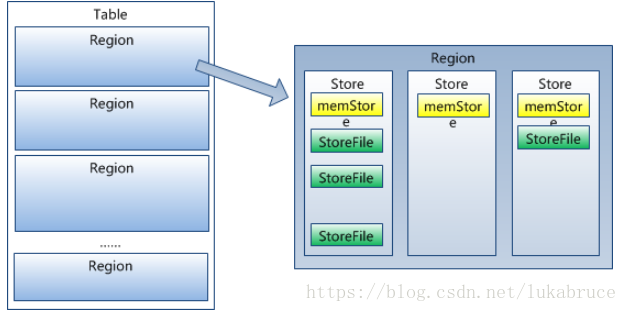 Table
Region
Region
Region
......
Region
Region
Store
memStor
e
StoreFile
StoreFile
StoreFile
Store
memStor
e
Store
memStor
e
StoreFile
https://blog.csdn.net/lukabruce